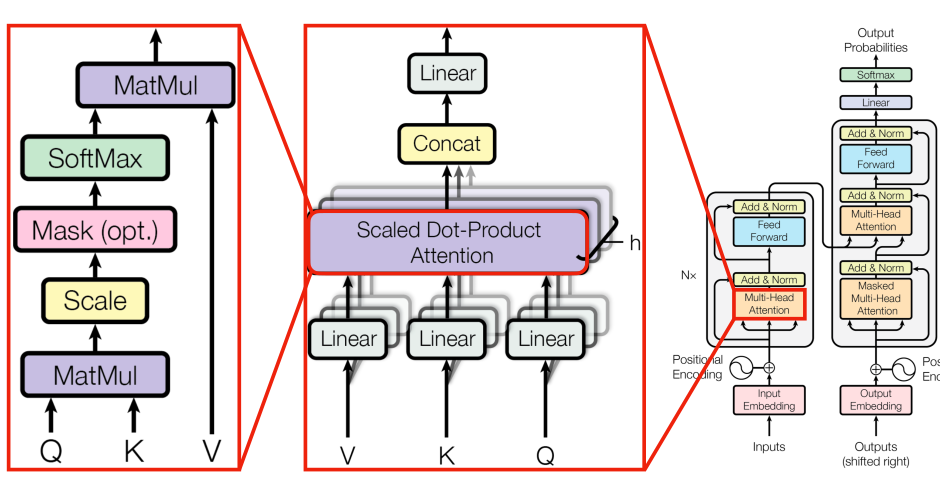 MatMul
SoftMax
Mask (opt.)
Scale
MatMul
Q K V
Linear
Concat
Scaled Dot-Product
Attention
h
Linear Linear Linear
V K Q
Output
Probabilities
Softmax
Linear
Add & Norm
Feed
Forward
Add & Norm
Multi-Head
Attention
Add & Norm
Masked
Multi-Head
Attention
Add & Norm
Feed
Forward
Add & Norm
Multi-Head
Attention
N×
Positional
Encoding
Input
Embedding
Inputs
Pos
Enc
Output
Embedding
Outputs
(shifted right)